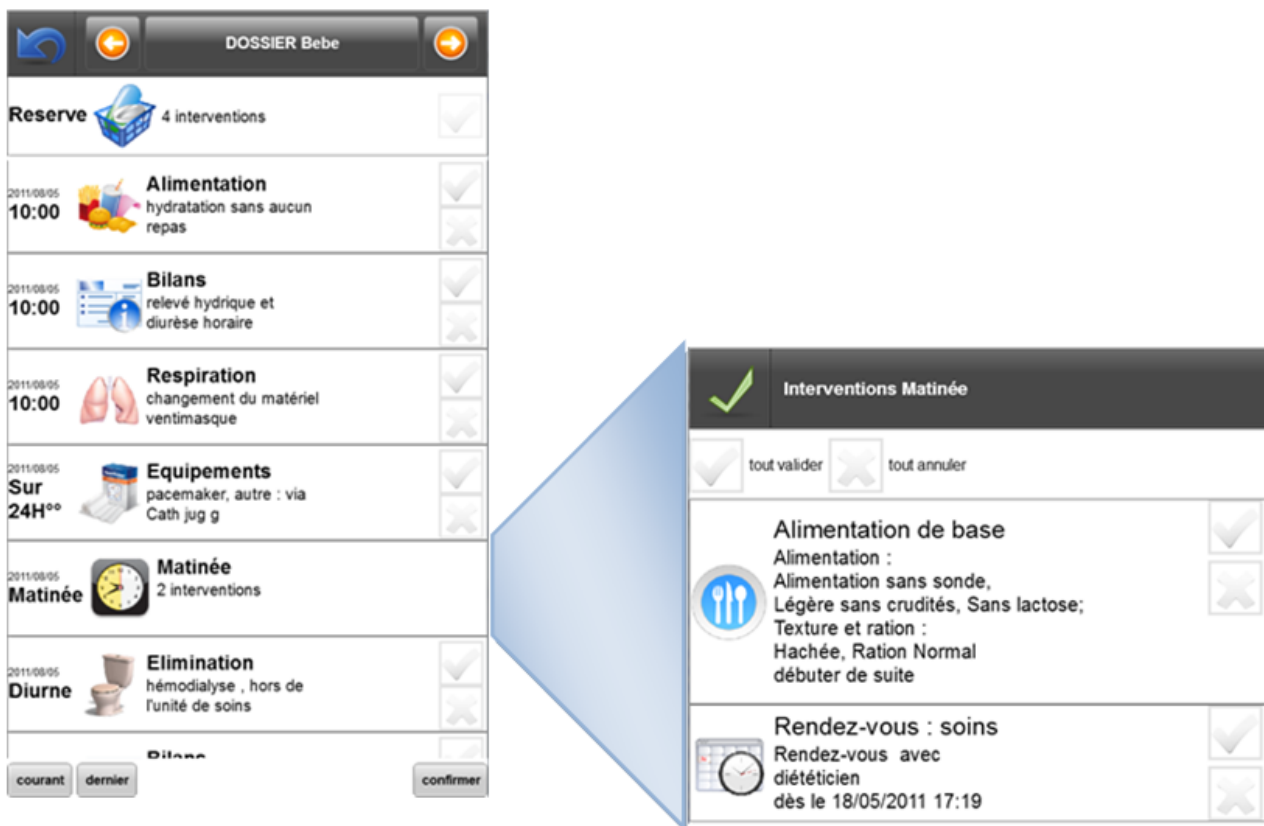 DOSSIER Bebe
Reserve
4 interventions
2011/08/05
10:00
Alimentation
hydratation sans aucun
repas
2011/08/05
10:00
Bilans
relevé hydrique et
diurèse horaire
2011/08/05
10:00
Respiration
changement du matériel
ventimasque
2011/08/05
Sur
24H°°
Equipements
pacemaker, autre : via
Cath jug g
2011/08/05
Matinée
Matinée
2 interventions
2011/08/05
Diurne
Elimination
hémodialyse , hors de
l'unité de soins
Bilans
courant
dernier
confirmer
Interventions Matinée
tout valider
tout annuler
Alimentation de base
Alimentation :
Alimentation sans sonde,
Légère sans crudités, Sans lactose;
Texture et ration :
Hachée, Ration Normal
débuter de suite
Rendez-vous : soins
Rendez-vous avec
diététicien
dès le 18/05/2011 17:19